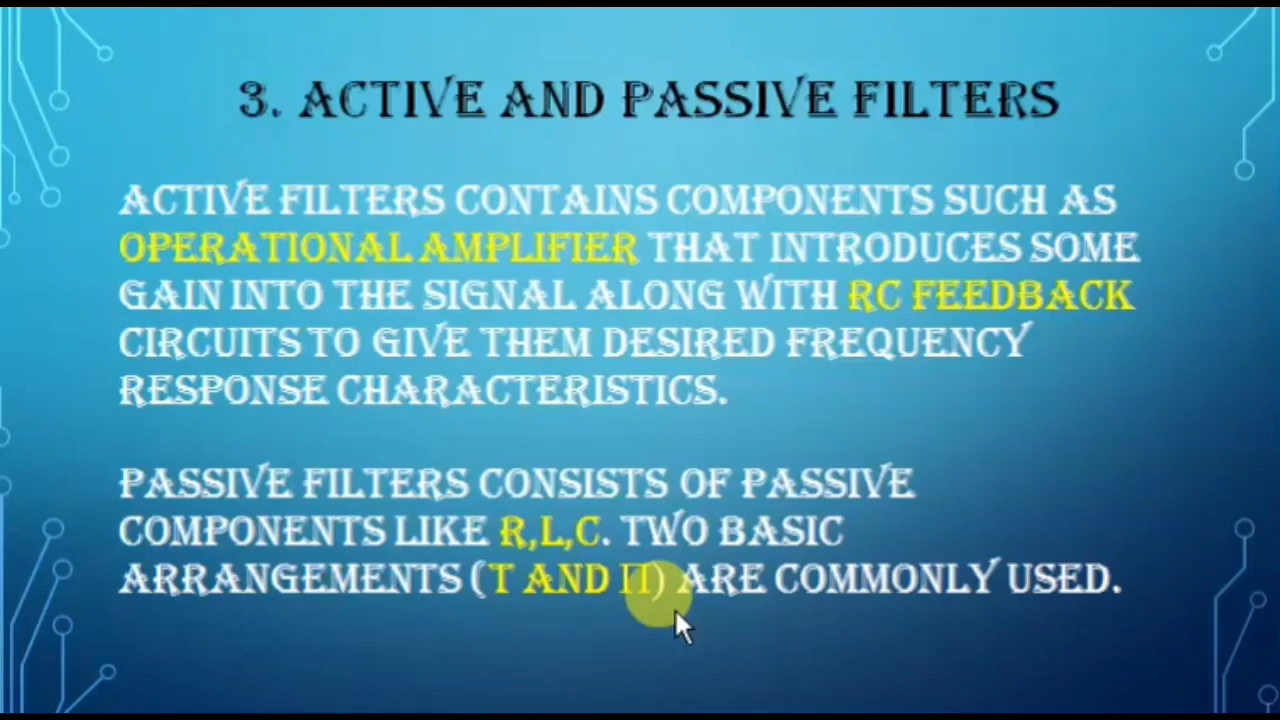 3. ACTIVE AND PASSIVE FILTERS
ACTIVE FILTERS CONTAINS COMPONENTS SUCH AS
OPERATIONAL AMPLIFIER THAT INTRODUCES SOME
GAIN INTO THE SIGNAL ALONG WITH RC FEEDBACK
CIRCUITS TO GIVE THEM DESIRED FREQUENCY
RESPONSE CHARACTERISTICS.
PASSIVE FILTERS CONSISTS OF PASSIVE
COMPONENTS LIKE R,L,C. TWO BASIC
ARRANGEMENTS (T AND Π) ARE COMMONLY USED.